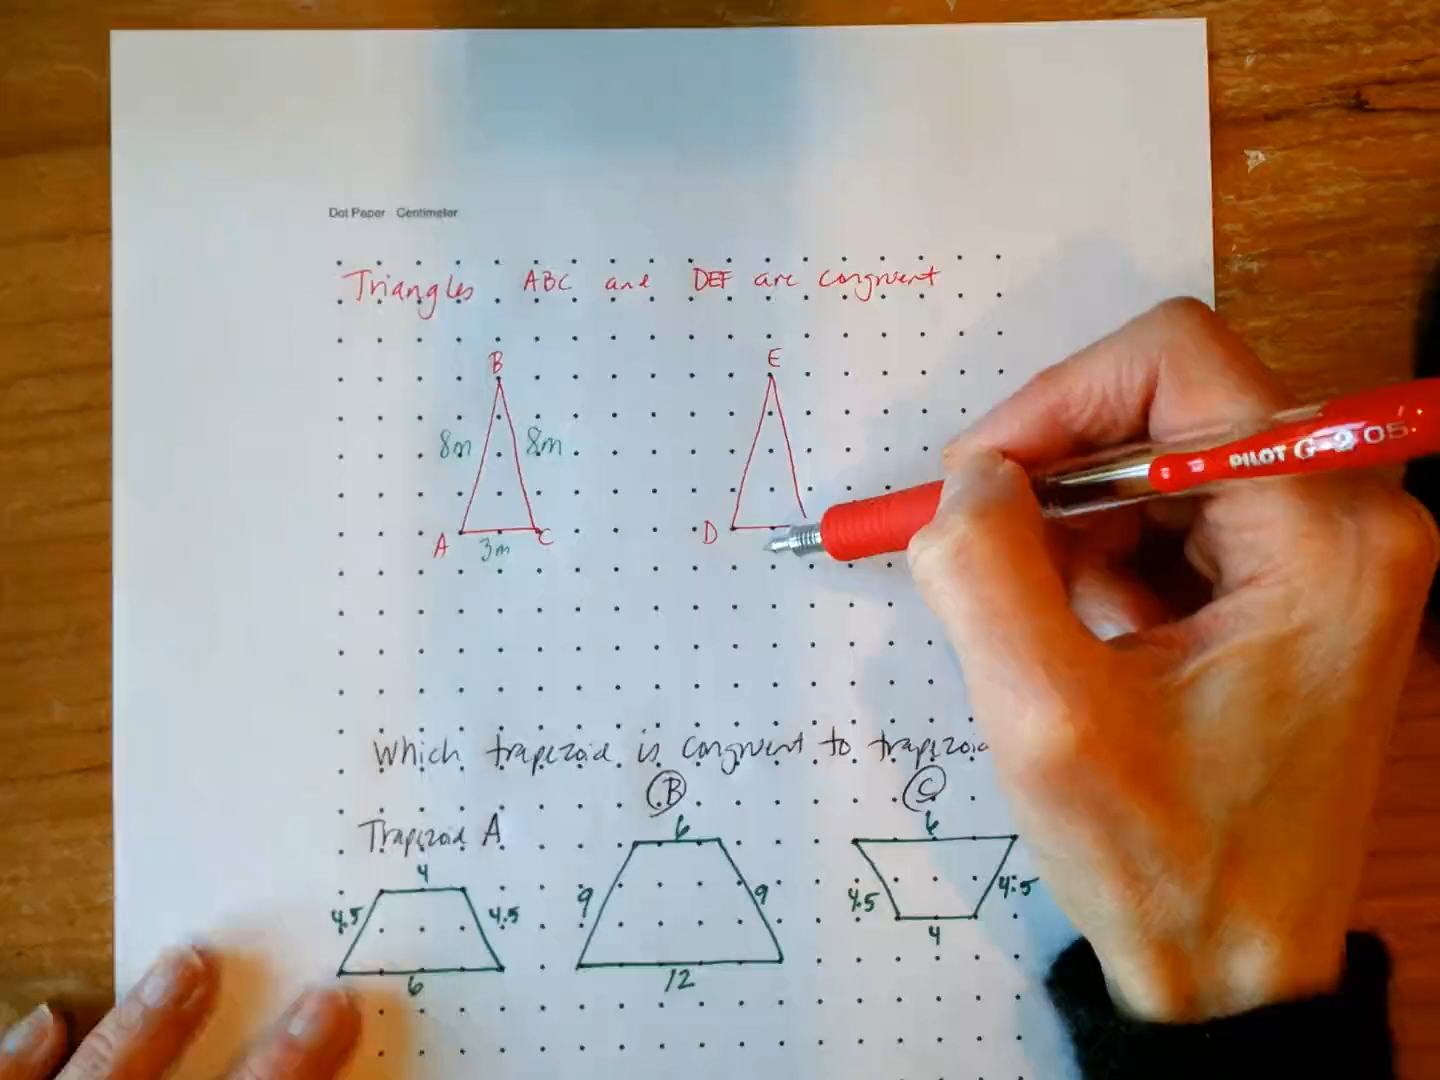 Dot Paper Centimeter
Triangles ABC and DEF are congruent
B E
8m 8m
A 3m C D
PILOT G-2 05
Which trapezoid is congruent to trapezoid
B C
Trapezoid A 6 6
4
4.5 4.5 9 9 4.5 4.5
6 12 4